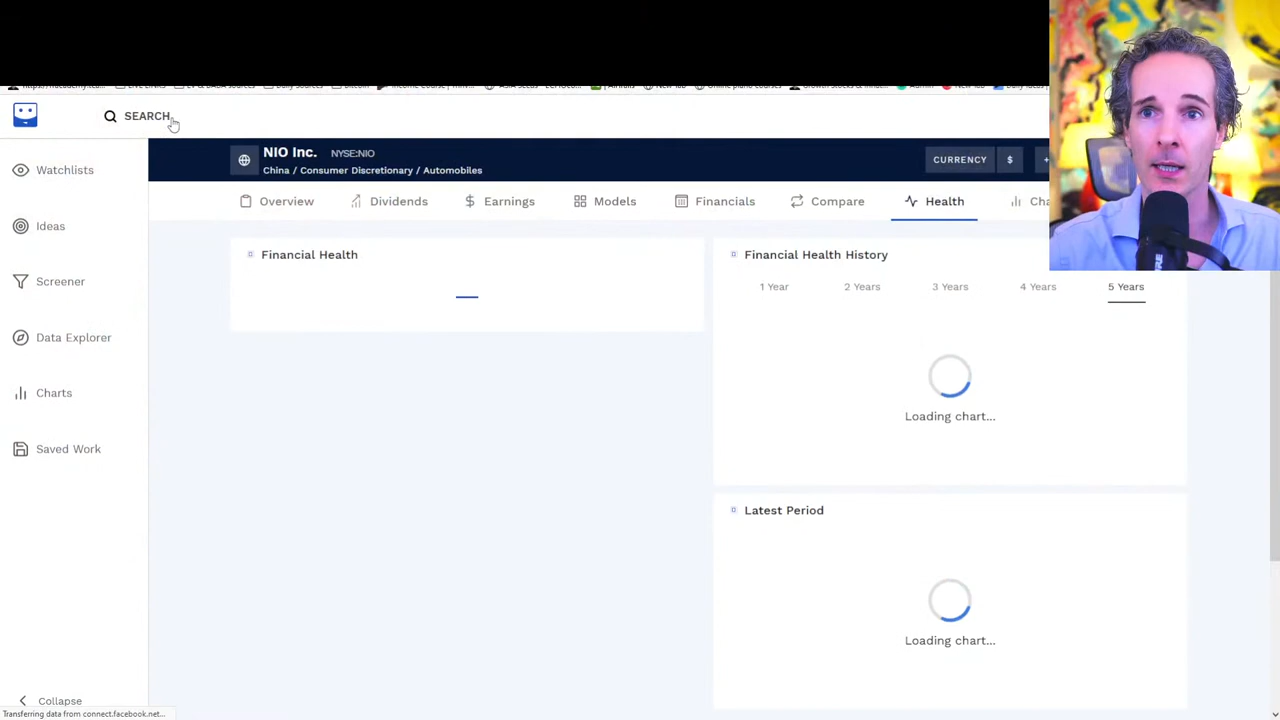 SEARCH
NIO Inc. NYSE:NIO
China / Consumer Discretionary / Automobiles
CURRENCY $
Watchlists
Ideas
Screener
Data Explorer
Charts
Saved Work
Collapse
Overview Dividends Earnings Models Financials Compare Health
Financial Health
Financial Health History
1 Year 2 Years 3 Years 4 Years 5 Years
Loading chart...
Latest Period
Loading chart...
Transferring data from connect.facebook.net...